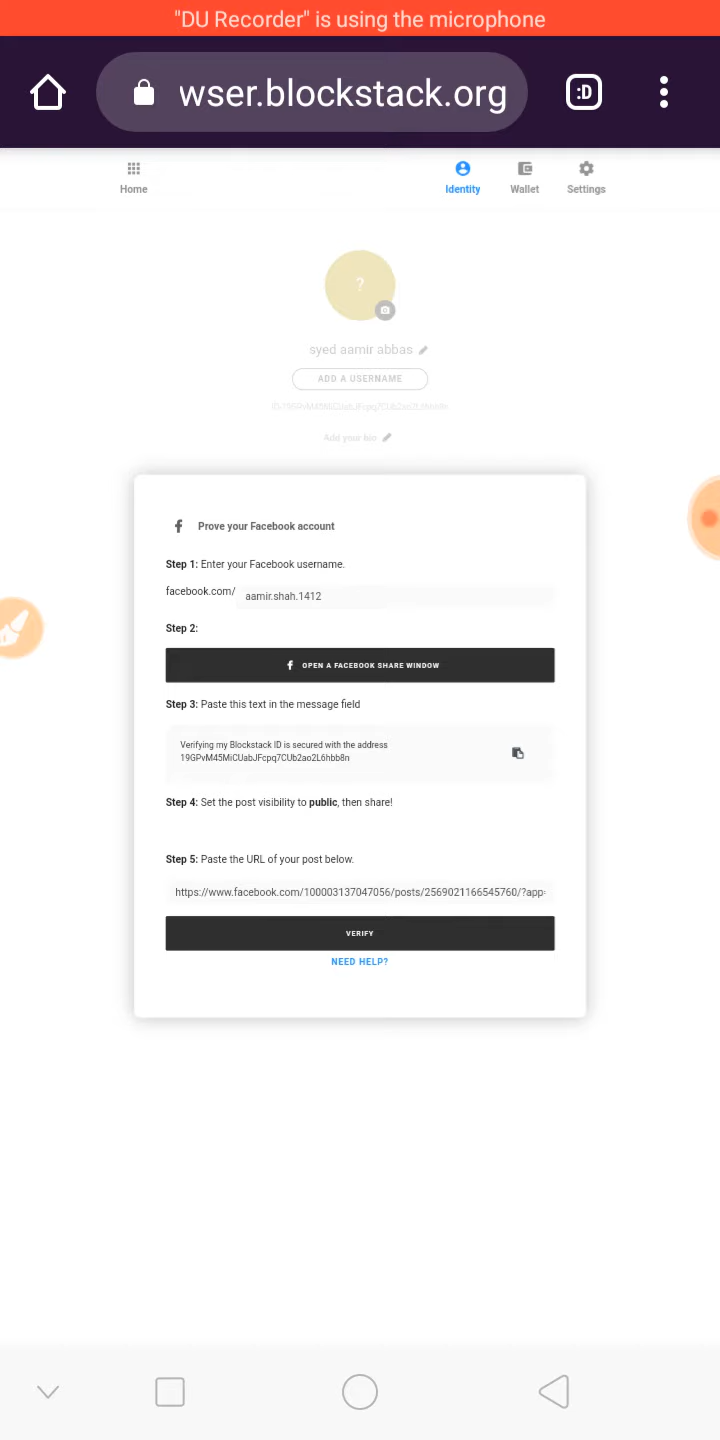 "DU Recorder" is using the microphone
wser.blockstack.org
:D
Home
Identity
Wallet
Settings
?
syed aamir abbas
ADD A USERNAME
Add your bio
Prove your Facebook account
Step 1: Enter your Facebook username.
facebook.com/
aamir.shah.1412
Step 2:
OPEN A FACEBOOK SHARE WINDOW
Step 3: Paste this text in the message field
Verifying my Blockstack ID is secured with the address
19GPvM45MiCUabJFcpq7CUb2ao2L6hbb8n
Step 4: Set the post visibility to public, then share!
Step 5: Paste the URL of your post below.
https://www.facebook.com/100003137047056/posts/2569021166545760/?app=
VERIFY
NEED HELP?